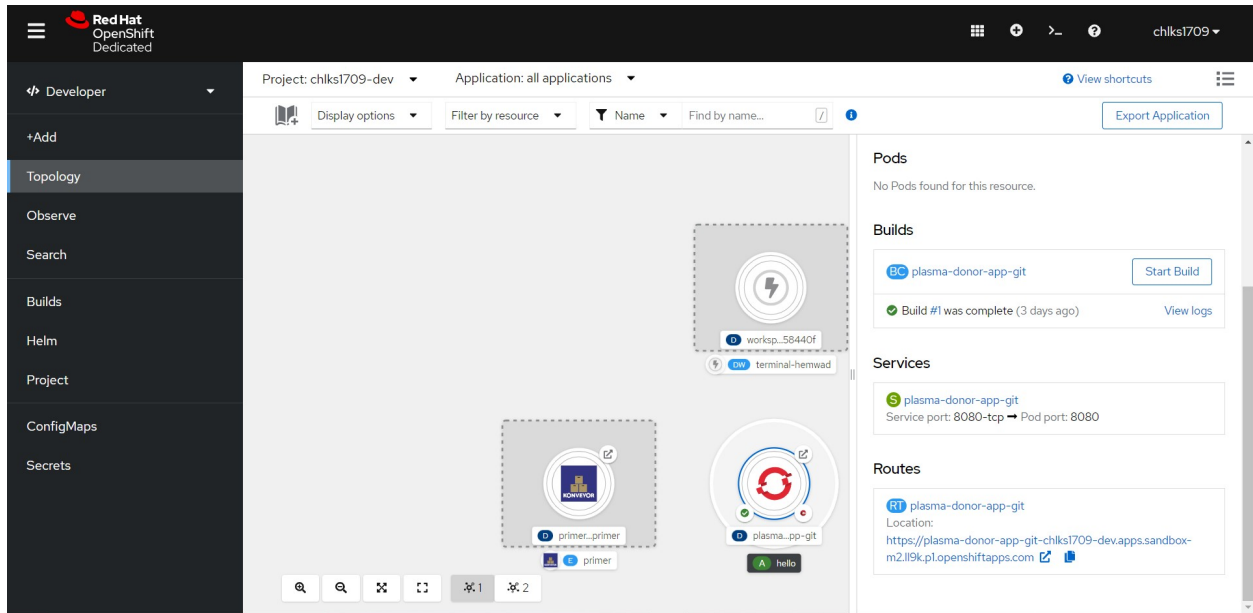 Red Hat
OpenShift
Dedicated
chlks1709
Developer
+Add
Topology
Observe
Search
Builds
Helm
Project
ConfigMaps
Secrets
Project: chlks1709-dev
Application: all applications
View shortcuts
Display options
Filter by resource
Name
Find by name...
/
Export Application
D worksp...58440f
DW terminal-hemwad
KONVEYOR
D primer...primer
E primer
D plasma...pp-git
A hello
1
2
Pods
No Pods found for this resource.
Builds
BC plasma-donor-app-git
Start Build
Build #1 was complete (3 days ago)
View logs
Services
S plasma-donor-app-git
Service port: 8080-tcp ➞ Pod port: 8080
Routes
RT plasma-donor-app-git
Location:
https://plasma-donor-app-git-chlks1709-dev.apps.sandbox-
m2.ll9k.p1.openshiftapps.com